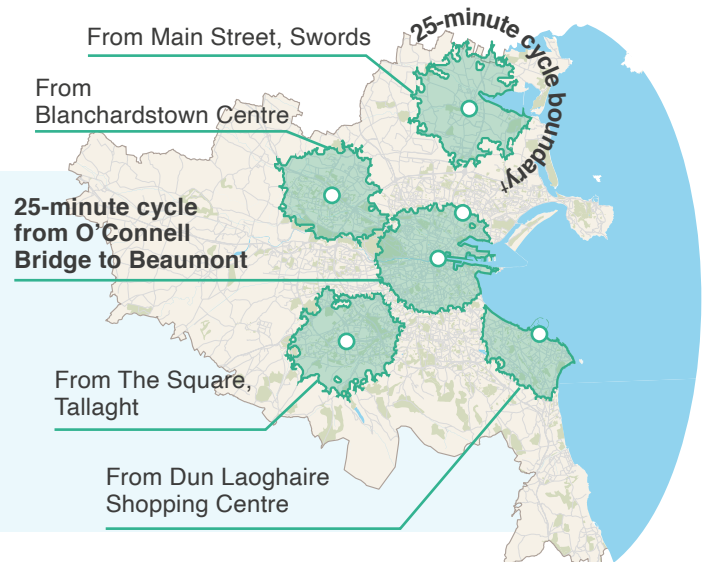 25-minute cycle boundary†
From Main Street, Swords
From
Blanchardstown Centre
25-minute cycle
from O’Connell
Bridge to Beaumont
From The Square,
Tallaght
From Dun Laoghaire
Shopping Centre